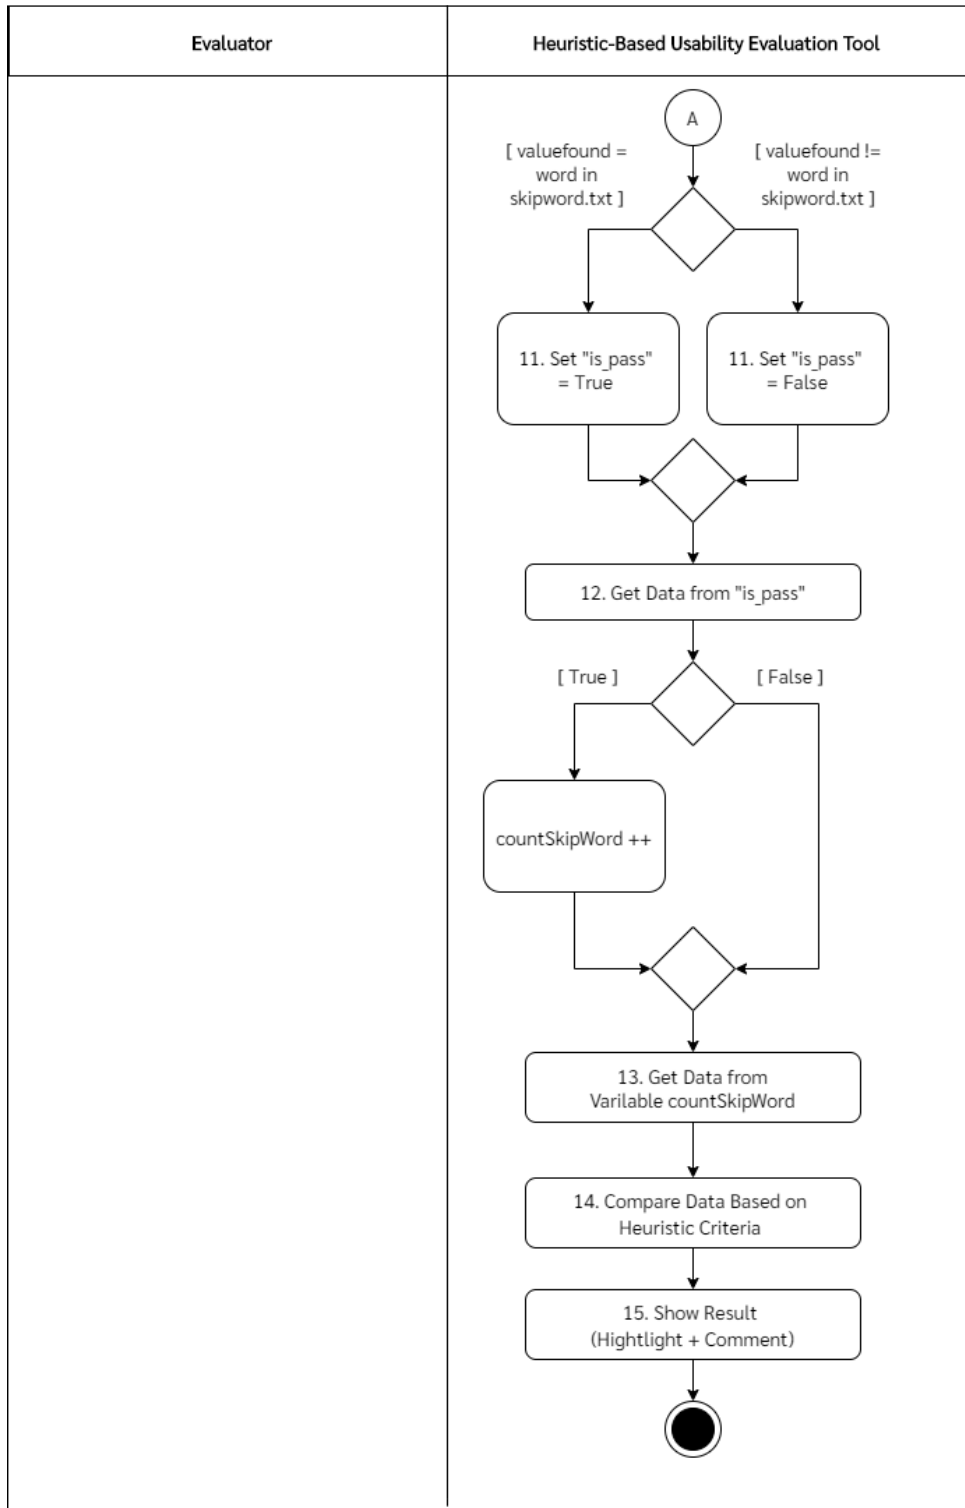 Evaluator
Heuristic-Based Usability Evaluation Tool
A
[ valuefound =
word in
skipword.txt ]
[ valuefound !=
word in
skipword.txt ]
11. Set "is_pass"
= True
11. Set "is_pass"
= False
12. Get Data from "is_pass"
[ True ]
[ False ]
countSkipWord ++
13. Get Data from
Varilable countSkipWord
14. Compare Data Based on
Heuristic Criteria
15. Show Result
(Hightlight + Comment)